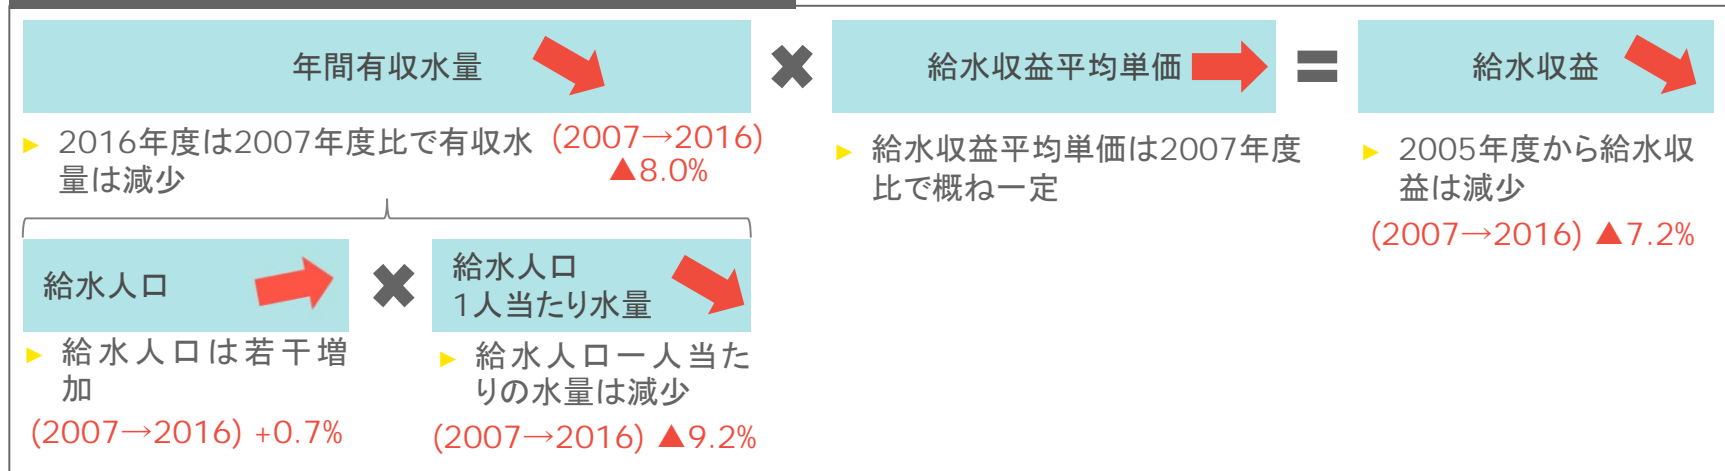 年間有収水量
給水収益平均単価
給水収益
► 2016年度は2007年度比で有収水
量は減少
(2007→2016)
▲8.0%
► 給水収益平均単価は2007年度
比で概ね一定
► 2005年度から給水収
益は減少
(2007→2016) ▲7.2%
給水人口
給水人口
1人当たり水量
► 給水人口は若干増
加
(2007→2016) +0.7%
► 給水人口一人当た
りの水量は減少
(2007→2016) ▲9.2%